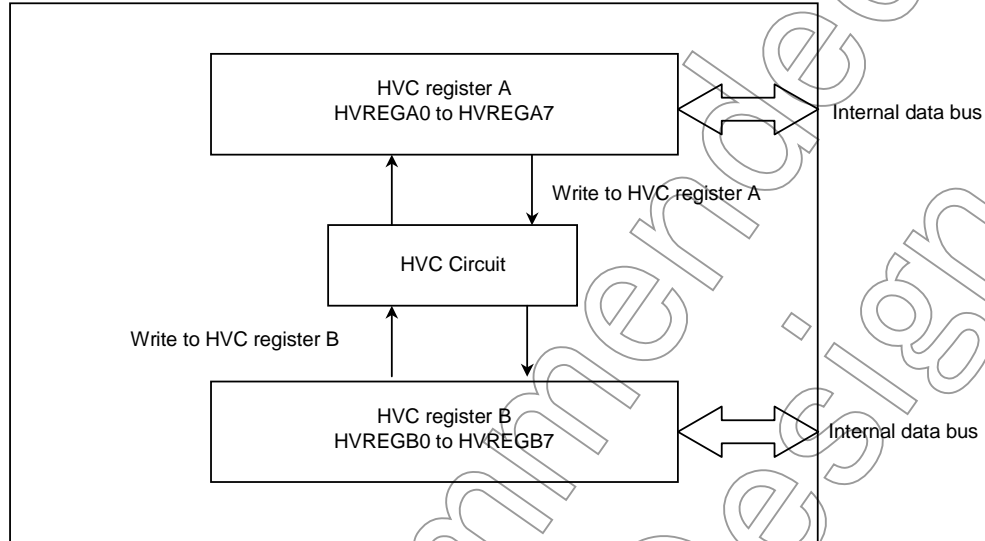 HVC register A
HVREGA0 to HVREGA7
Internal data bus
Write to HVC register A
HVC Circuit
Write to HVC register B
HVC register B
HVREGB0 to HVREGB7
Internal data bus